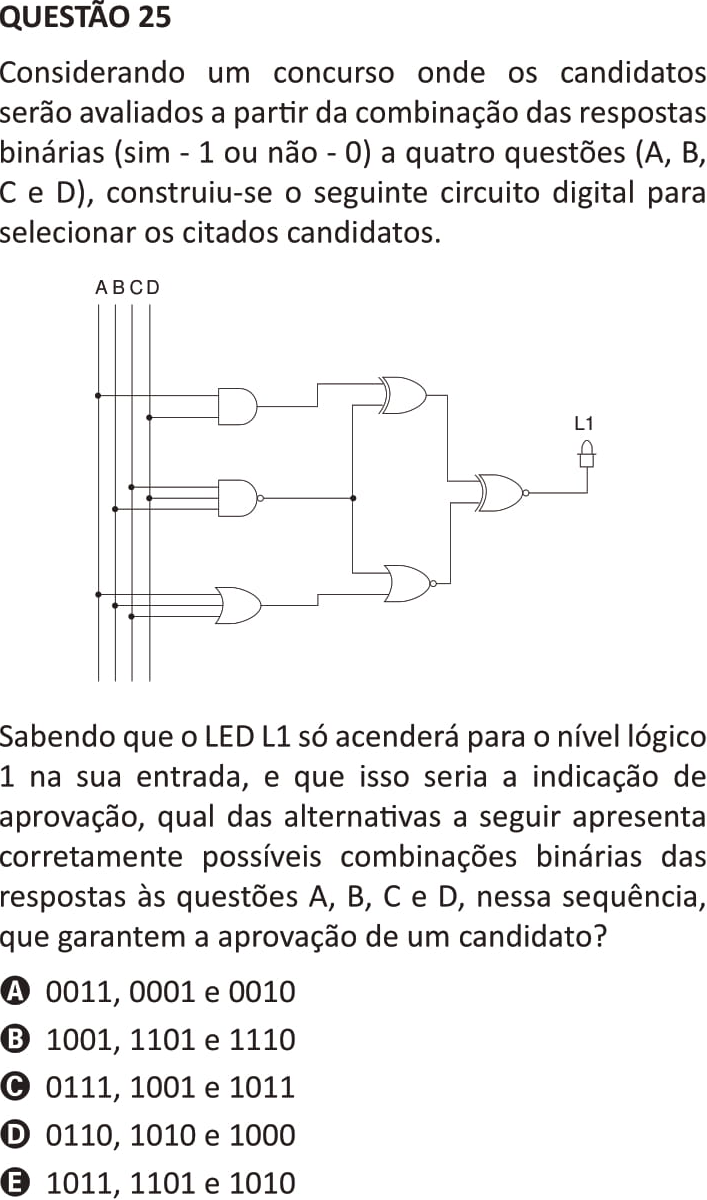 QUESTÃO 25
Considerando um concurso onde os candidatos
serão avaliados a partir da combinação das respostas
binárias (sim - 1 ou não - 0) a quatro questões (A, B,
C e D), construiu-se o seguinte circuito digital para
selecionar os citados candidatos.
A B C D
L1
Sabendo que o LED L1 só acenderá para o nível lógico
1 na sua entrada, e que isso seria a indicação de
aprovação, qual das alternativas a seguir apresenta
corretamente possíveis combinações binárias das
respostas às questões A, B, C e D, nessa sequência,
que garantem a aprovação de um candidato?
A 0011, 0001 e 0010
B 1001, 1101 e 1110
C 0111, 1001 e 1011
D 0110, 1010 e 1000
E 1011, 1101 e 1010